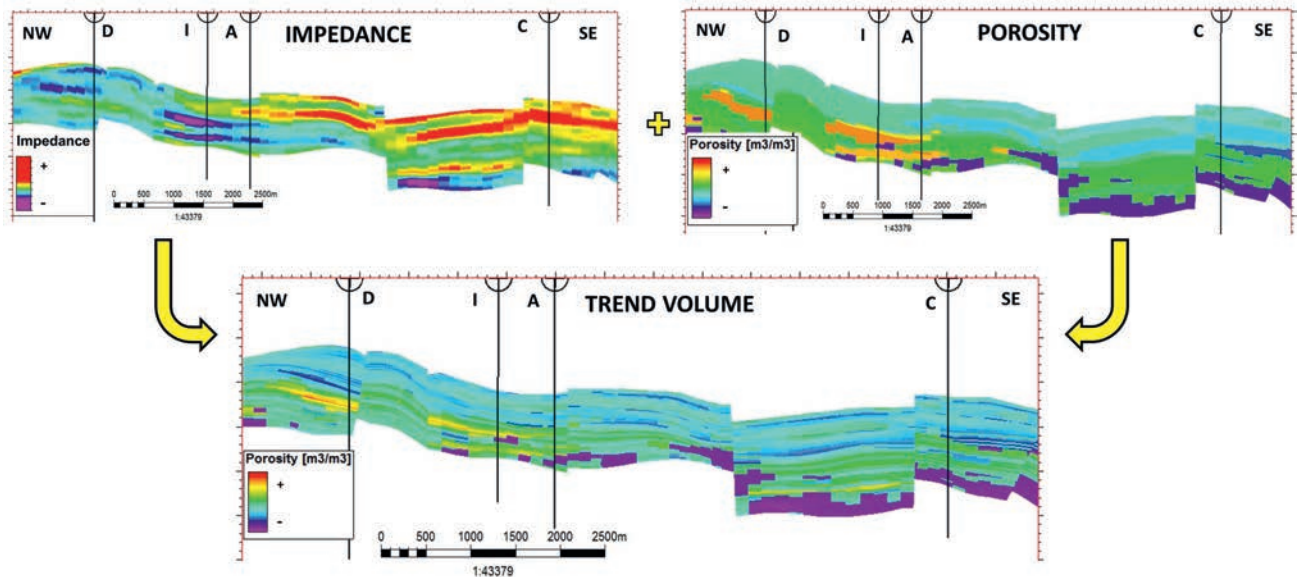 NW D I A IMPEDANCE C SE
Impedance
+
-
0 500 1000 1500 2000 2500m
1:43379
+
NW D I A POROSITY C SE
Porosity [m3/m3]
+
-
0 500 1000 1500 2000 2500m
1:43379
NW D I A TREND VOLUME C SE
Porosity [m3/m3]
+
-
0 500 1000 1500 2000 2500m
1:43379